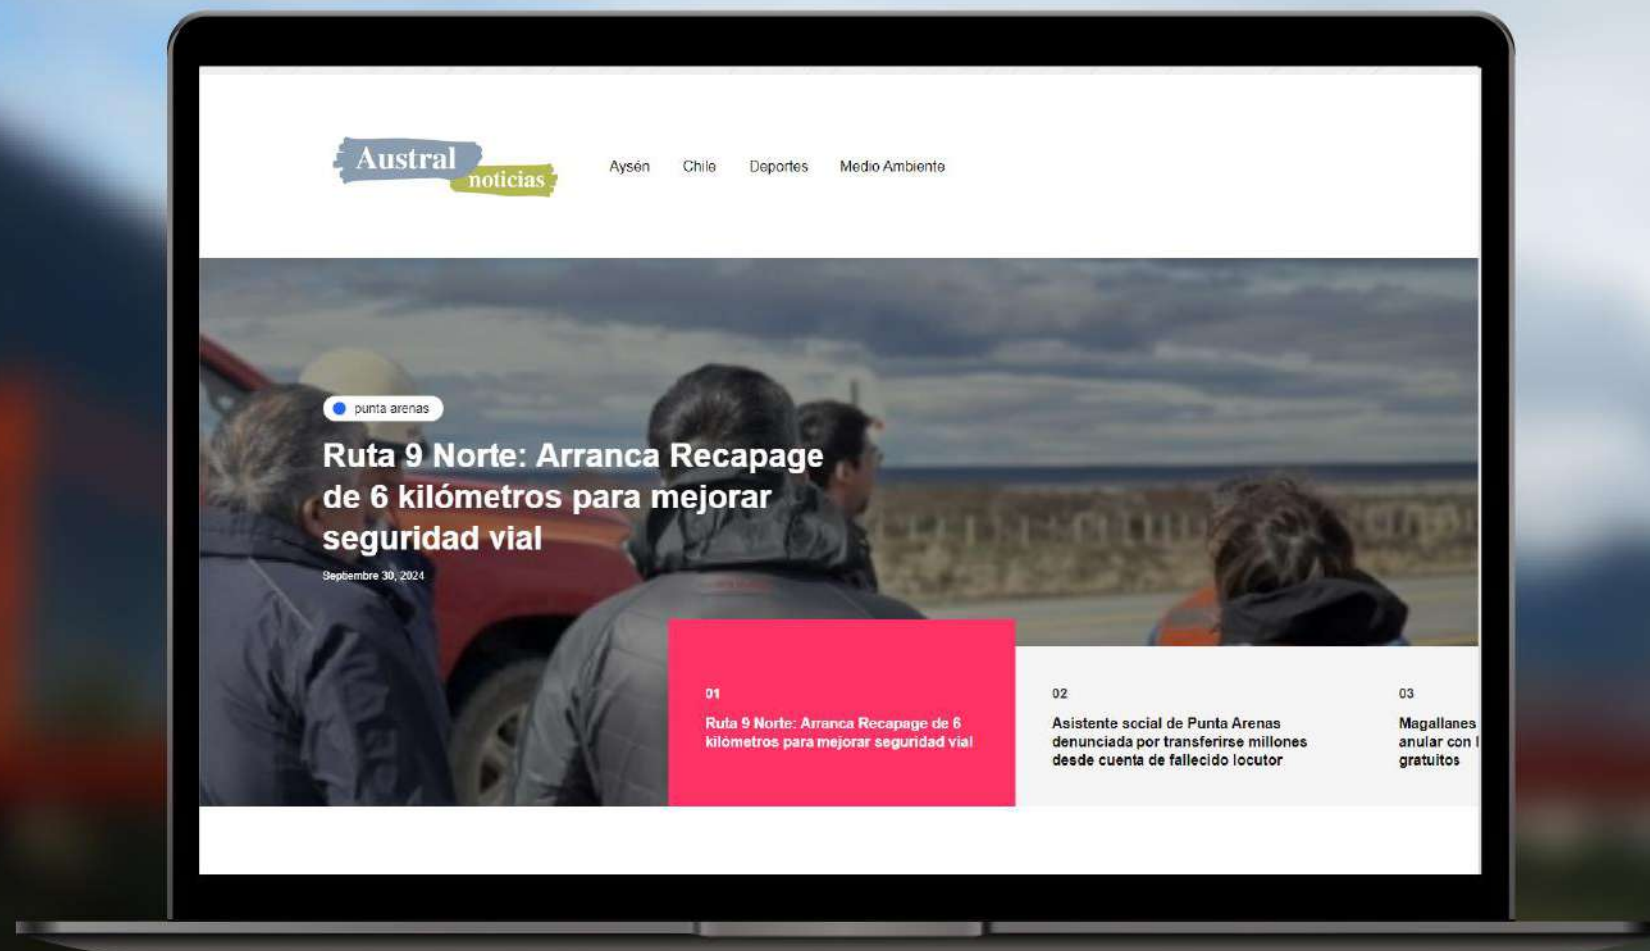 Austral
noticias
Aysén Chile Deportes Medio Ambiente
punta arenas
Ruta 9 Norte: Arranca Recapage
de 6 kilómetros para mejorar
seguridad vial
Septiembre 30, 2024
01
Ruta 9 Norte: Arranca Recapage de 6
kilómetros para mejorar seguridad vial
02
Asistente social de Punta Arenas
denunciada por transferirse millones
desde cuenta de fallecido locutor
03
Magallanes
anular con
gratuitos